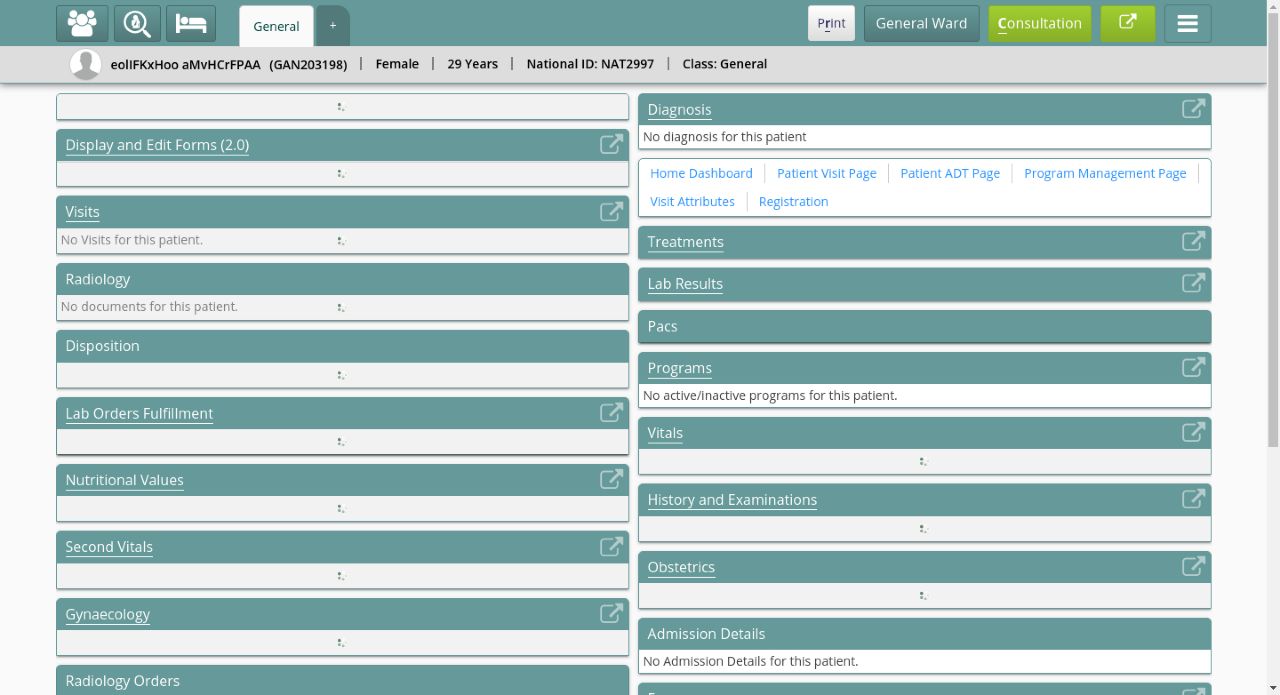 General
+
Print
General Ward
Consultation
eolIFKxHoo aMvHCrFPAA (GAN203198) | Female | 29 Years | National ID: NAT2997 | Class: General
Display and Edit Forms (2.0)
Visits
No Visits for this patient.
Radiology
No documents for this patient.
Disposition
Lab Orders Fulfillment
Nutritional Values
Second Vitals
Gynaecology
Radiology Orders
Diagnosis
No diagnosis for this patient
Home Dashboard
Patient Visit Page
Patient ADT Page
Program Management Page
Visit Attributes
Registration
Treatments
Lab Results
Pacs
Programs
No active/inactive programs for this patient.
Vitals
History and Examinations
Obstetrics
Admission Details
No Admission Details for this patient.